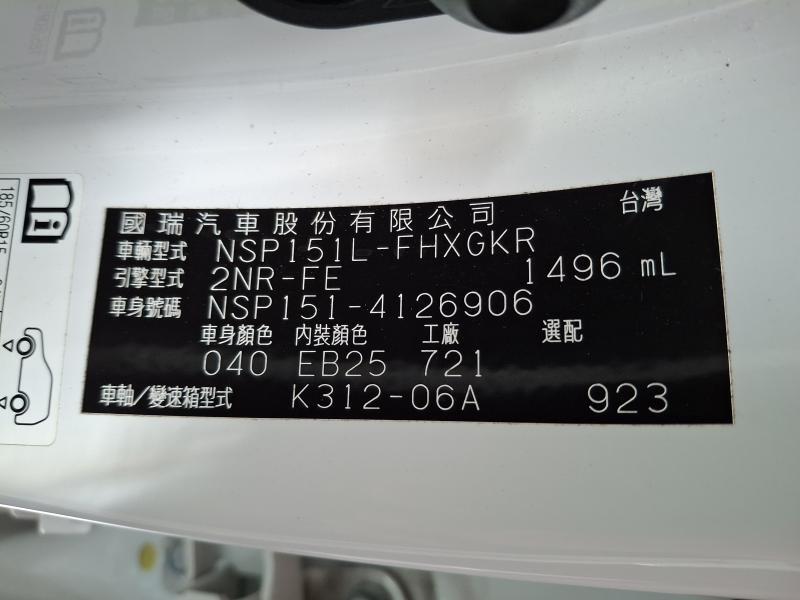 國瑞汽車股份有限公司 台灣
車輛型式 NSP151L-FHXGKR
引擎型式 2NR-FE 1496 mL
車身號碼 NSP151-4126906
車身顏色 內裝顏色 工廠 選配
040 EB25 721
車軸/變速箱型式 K312-06A 923
185/60R15